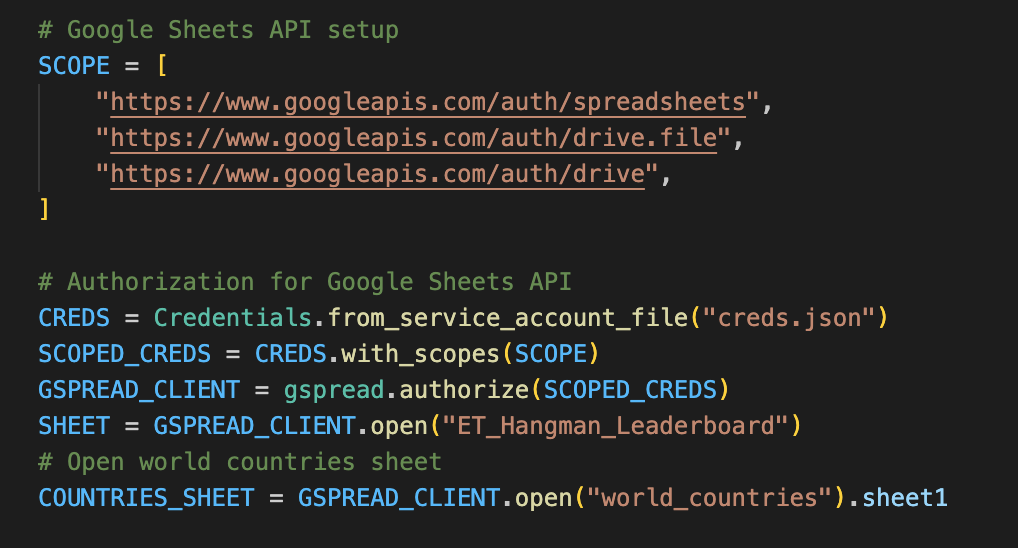 # Google Sheets API setup
SCOPE = [
    "https://www.googleapis.com/auth/spreadsheets",
    "https://www.googleapis.com/auth/drive.file",
    "https://www.googleapis.com/auth/drive",
]

# Authorization for Google Sheets API
CREDS = Credentials.from_service_account_file("creds.json")
SCOPED_CREDS = CREDS.with_scopes(SCOPE)
GSPREAD_CLIENT = gspread.authorize(SCOPED_CREDS)
SHEET = GSPREAD_CLIENT.open("ET_Hangman_Leaderboard")
# Open world countries sheet
COUNTRIES_SHEET = GSPREAD_CLIENT.open("world_countries").sheet1